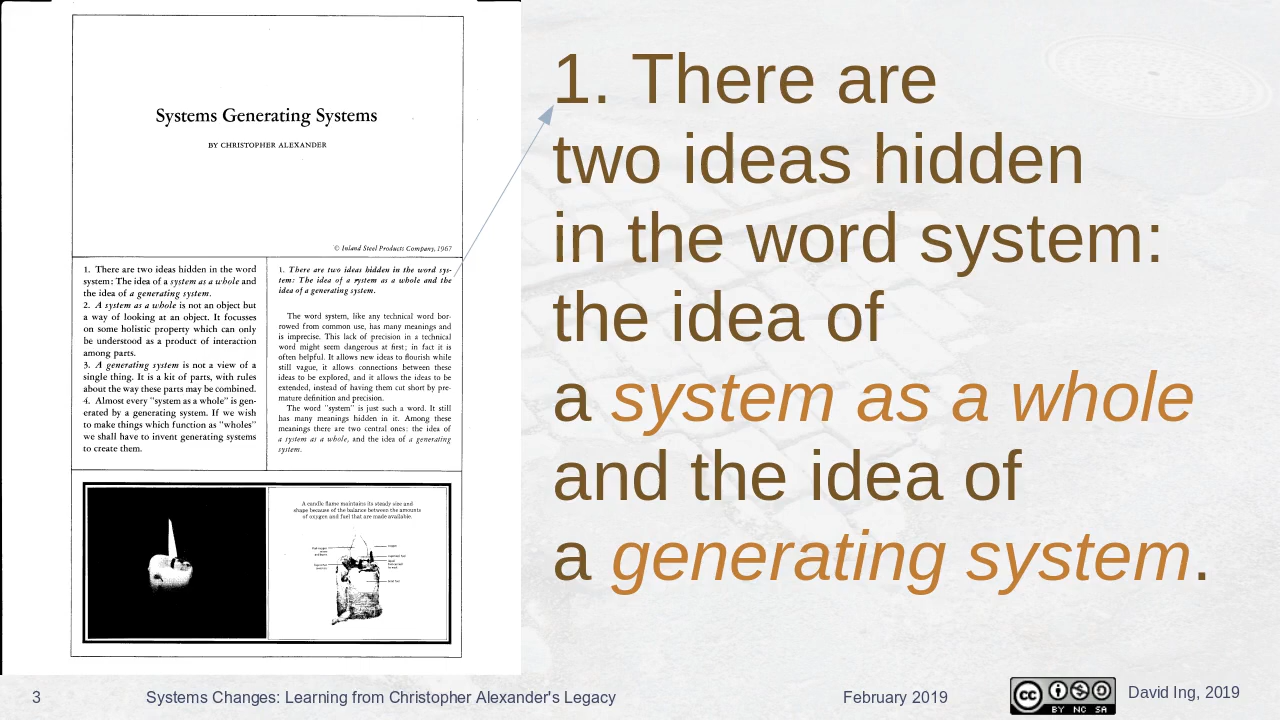 Systems Generating Systems
BY CHRISTOPHER ALEXANDER
© Inland Steel Products Company, 1967
1. There are two ideas hidden in the word
system: The idea of a system as a whole and
the idea of a generating system.
2. A system as a whole is not an object but
a way of looking at an object. It focusses
on some holistic property which can only
be understood as a product of interaction
among parts.
3. A generating system is not a view of a
single thing. It is a kit of parts, with rules
about the way these parts may be combined.
4. Almost every "system as a whole" is gen-
erated by a generating system. If we wish
to make things which function as "wholes"
we shall have to invent generating systems
to create them.
1. There are two ideas hidden in the word sys-
tem: The idea of a system as a whole and the
idea of a generating system.
The word system, like any technical word bor-
rowed from common use, has many meanings and
is imprecise. This lack of precision in a technical
word might seem dangerous at first; in fact it is
often helpful. It allows new ideas to flourish while
still vague, it allows connections between these
ideas to be explored, and it allows the ideas to be
extended, instead of having them cut short by pre-
mature definition and precision.
The word "system" is just such a word. It still
has many meanings hidden in it. Among these
meanings there are two central ones: the idea of
a system as a whole, and the idea of a generating
system.
A candle flame maintains its steady size and
shape because of the balance between the amounts
of oxygen and fuel that are made available.
1. There are
two ideas hidden
in the word system:
the idea of
a system as a whole
and the idea of
a generating system.
3
Systems Changes: Learning from Christopher Alexander's Legacy
February 2019
cc
BY NC SA
David Ing, 2019